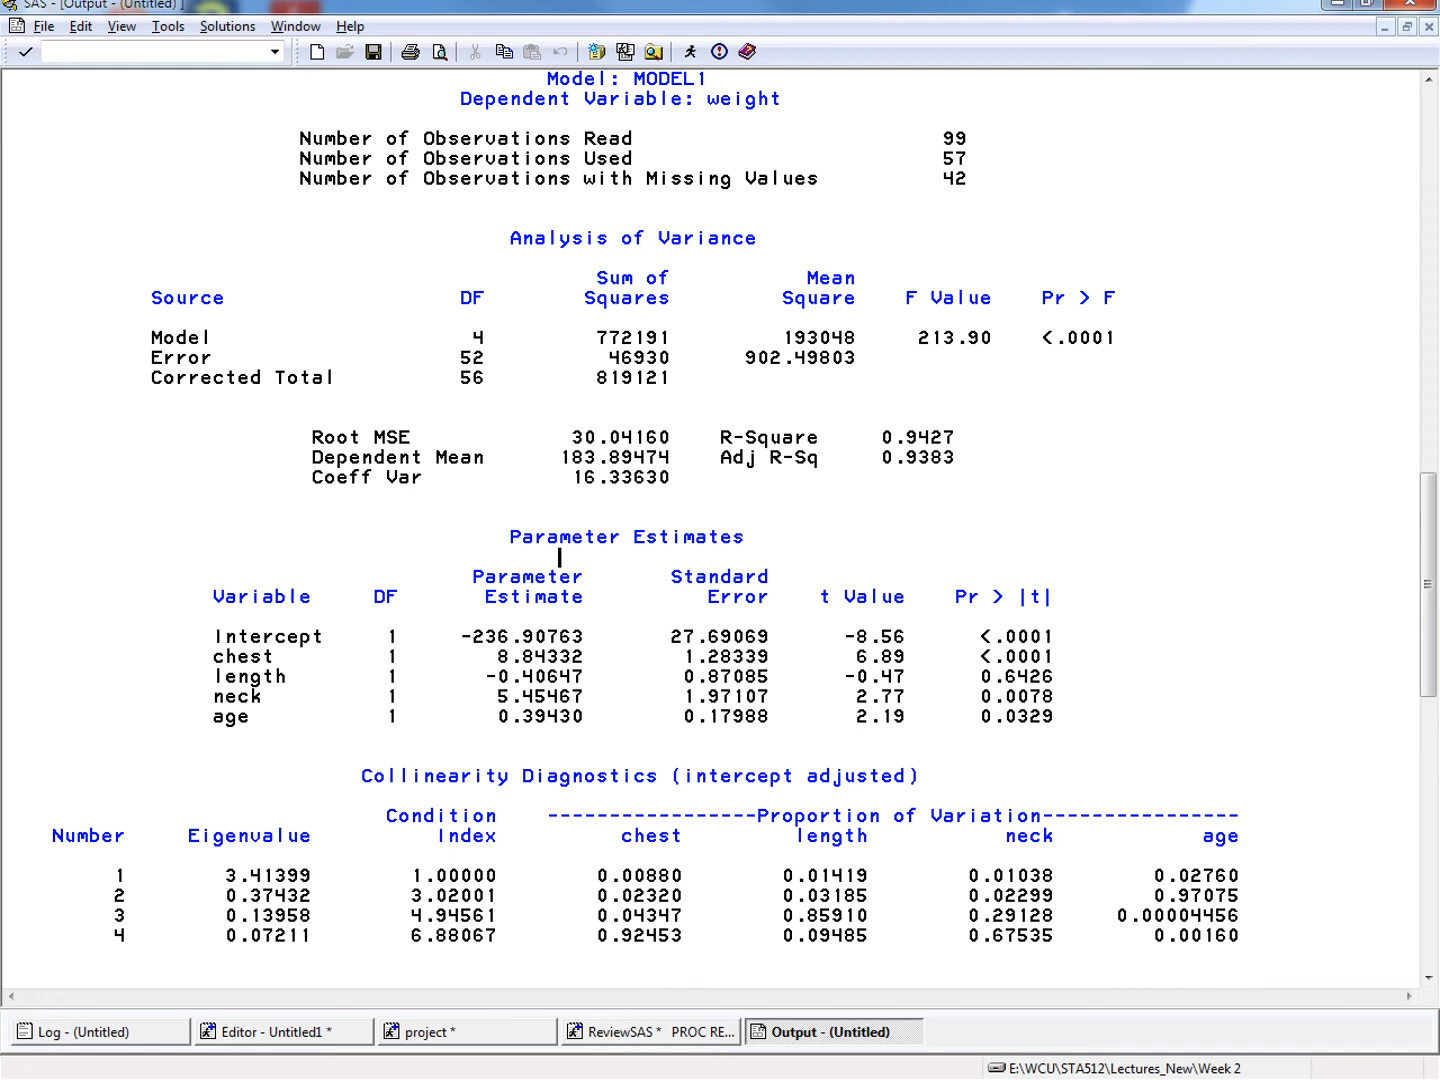 SAS - [Output - (Untitled)]
File Edit View Tools Solutions Window Help
Model: MODEL1
Dependent Variable: weight
Number of Observations Read 99
Number of Observations Used 57
Number of Observations with Missing Values 42
Analysis of Variance
Sum of Mean
Source DF Squares Square F Value Pr > F
Model 4 772191 193048 213.90 <.0001
Error 52 46930 902.49803
Corrected Total 56 819121
Root MSE 30.04160 R-Square 0.9427
Dependent Mean 183.89474 Adj R-Sq 0.9383
Coeff Var 16.33630
Parameter Estimates
Parameter Standard
Variable DF Estimate Error t Value Pr > |t|
Intercept 1 -236.90763 27.69069 -8.56 <.0001
chest 1 8.84332 1.28339 6.89 <.0001
length 1 -0.40647 0.87085 -0.47 0.6426
neck 1 5.45467 1.97107 2.77 0.0078
age 1 0.39430 0.17988 2.19 0.0329
Collinearity Diagnostics (intercept adjusted)
Condition -----------------Proportion of Variation----------------
Number Eigenvalue Index chest length neck age
1 3.41399 1.00000 0.00880 0.01419 0.01038 0.02760
2 0.37432 3.02001 0.02320 0.03185 0.02299 0.97075
3 0.13958 4.94561 0.04347 0.85910 0.29128 0.00004456
4 0.07211 6.88067 0.92453 0.09485 0.67535 0.00160
Log - (Untitled) Editor - Untitled1 * project * ReviewSAS * PROC RE... Output - (Untitled)
E:\WCU\STA512\Lectures_New\Week 2